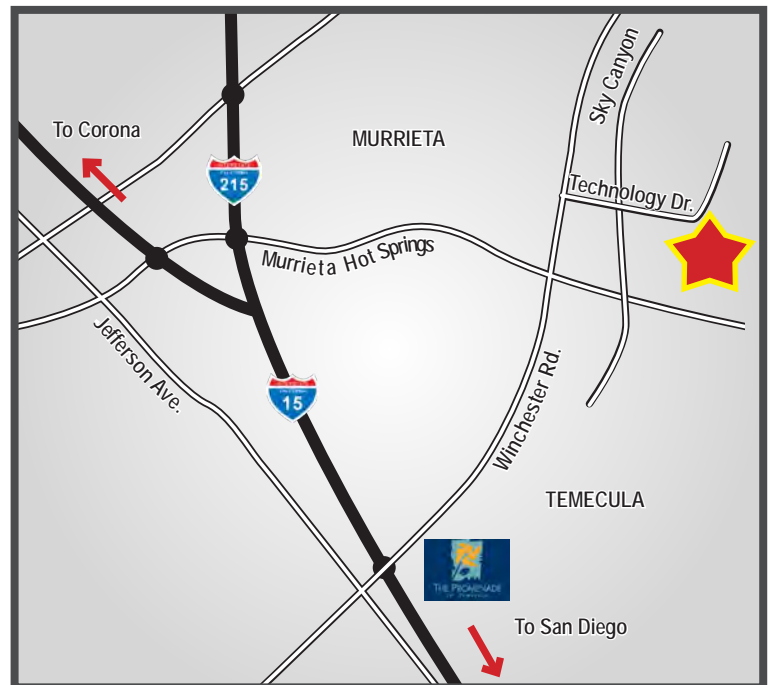 Sky Canyon
To Corona
MURRIETA
215
Technology Dr.
Murrieta Hot Springs
Jefferson Ave.
15
Winchester Rd.
TEMECULA
THE PROMENADE
To San Diego